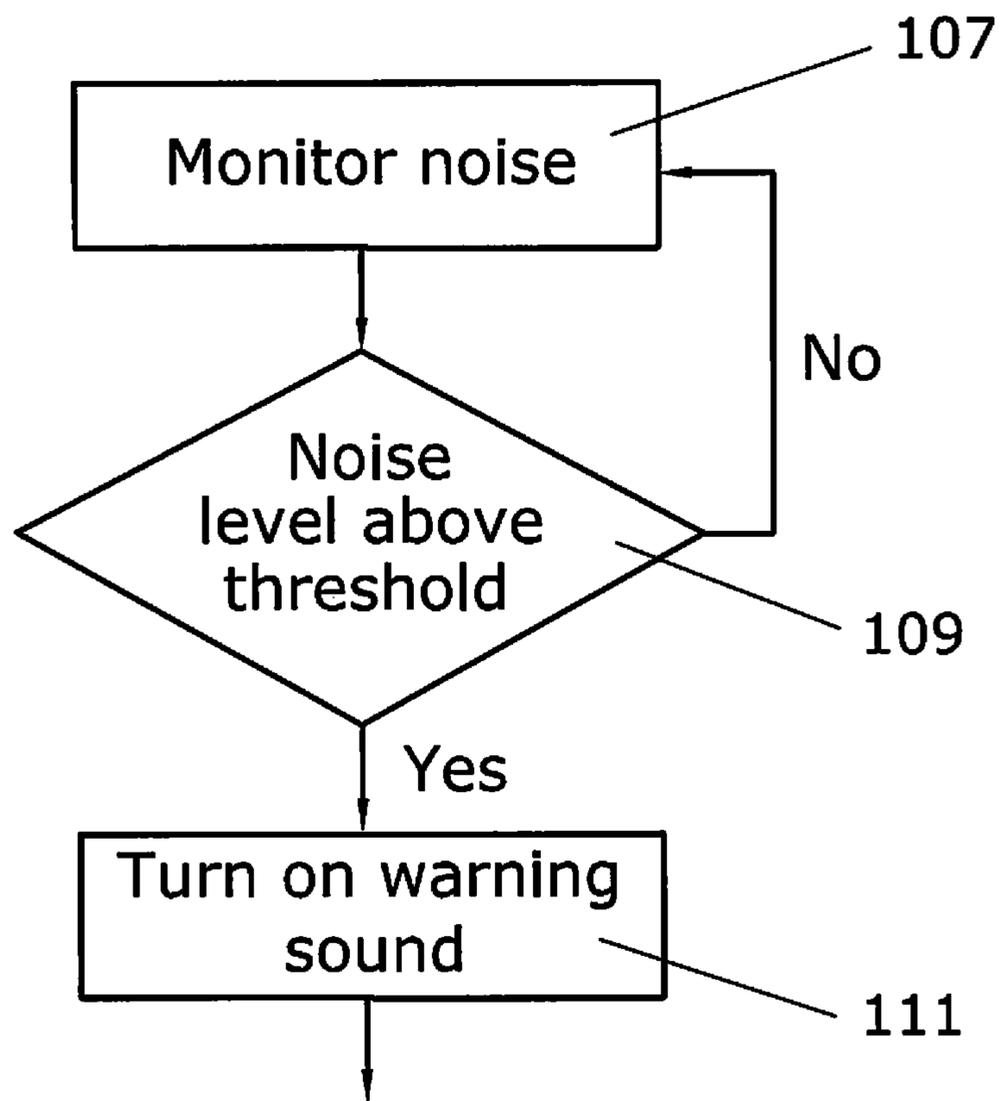 107
Monitor noise
No
Noise
level above
threshold
109
Yes
Turn on warning
sound
111